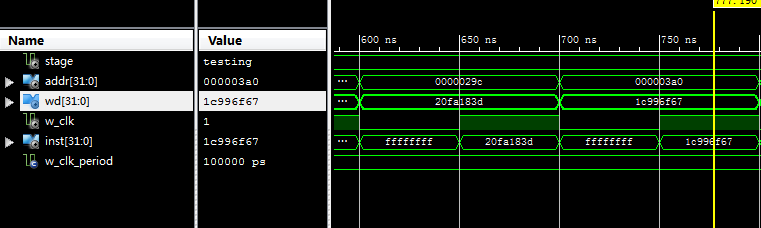 777.190
Name Value 600 ns 650 ns 700 ns 750 ns
stage testing
addr[31:0] 000003a0 ... 0000029c 000003a0
wd[31:0] 1c996f67 ... 20fa183d 1c996f67
w_clk 1
inst[31:0] 1c996f67 ... ffffffff 20fa183d ffffffff 1c996f67
w_clk_period 100000 ps